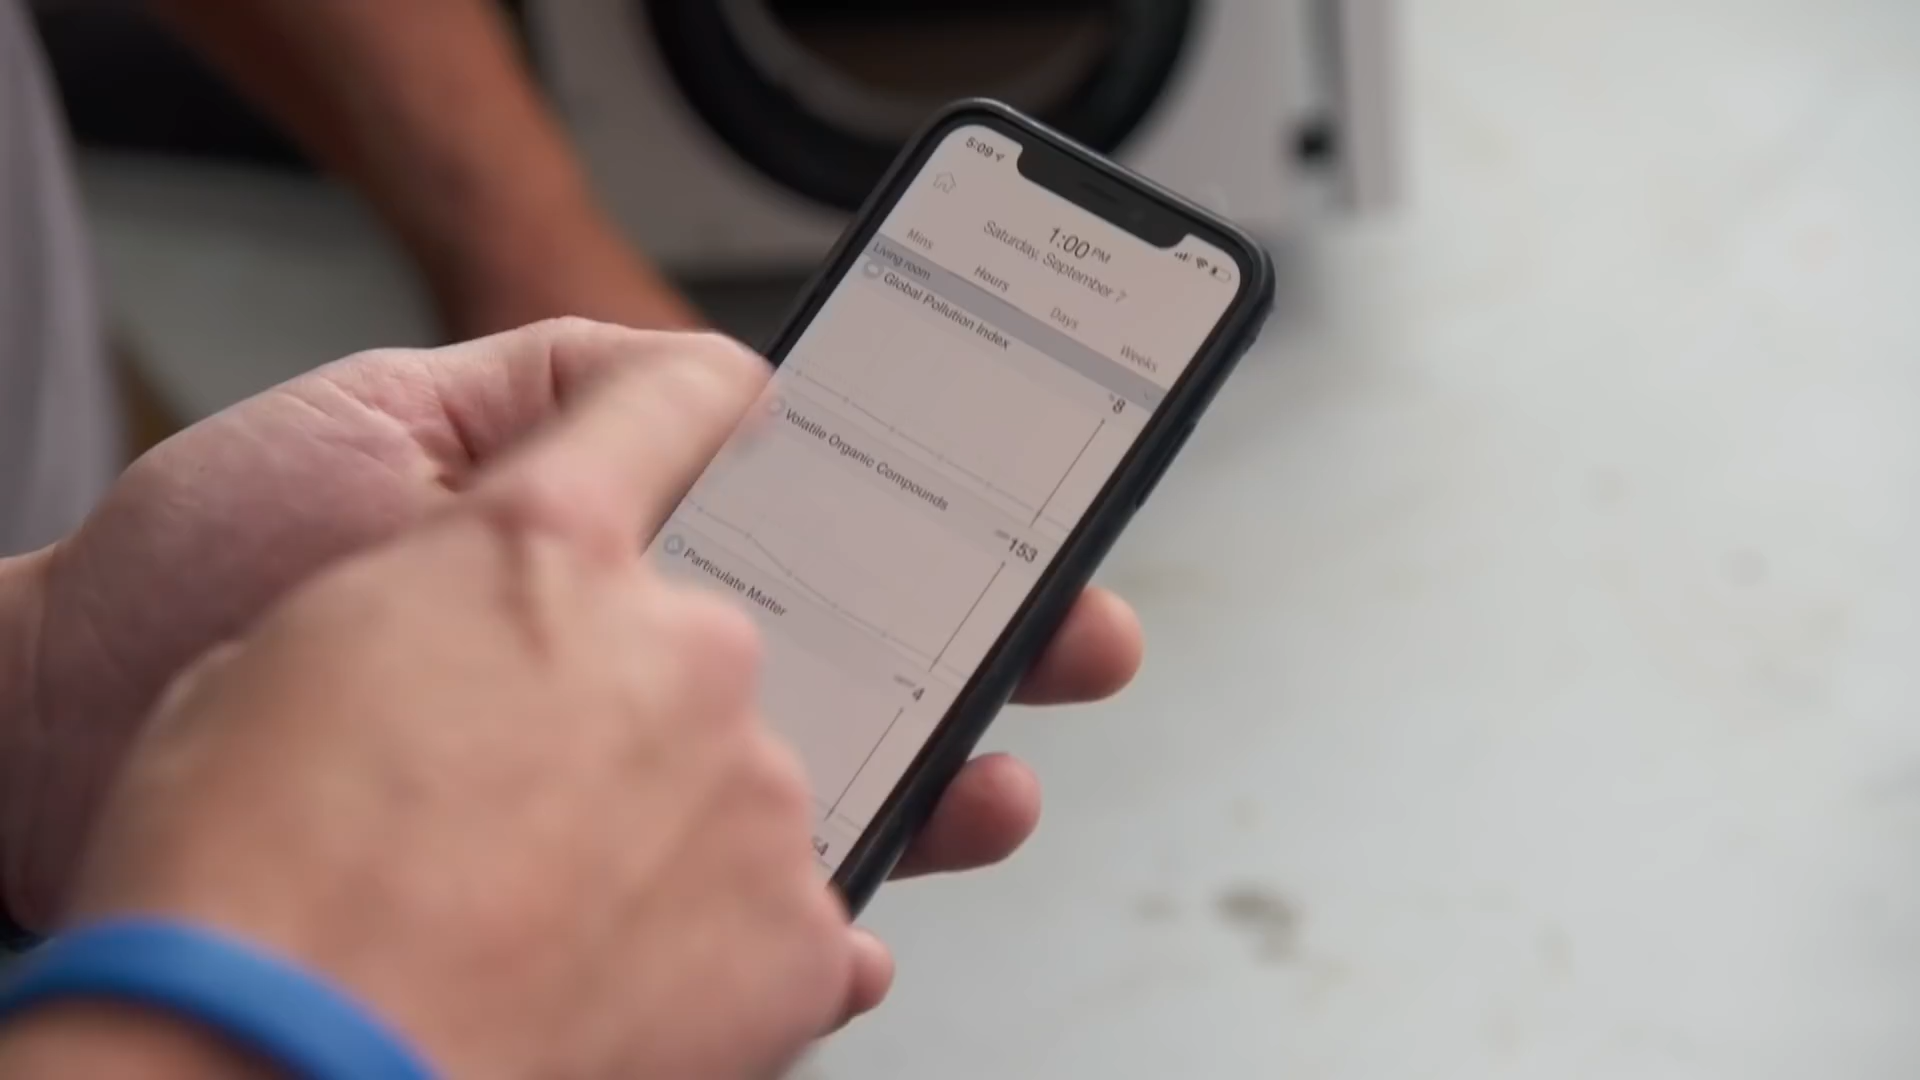 5:09
1:00 PM
Saturday, September 7
Mins Hours Days Weeks
Living room
Global Pollution Index
8
Volatile Organic Compounds
153
Particulate Matter
4
54